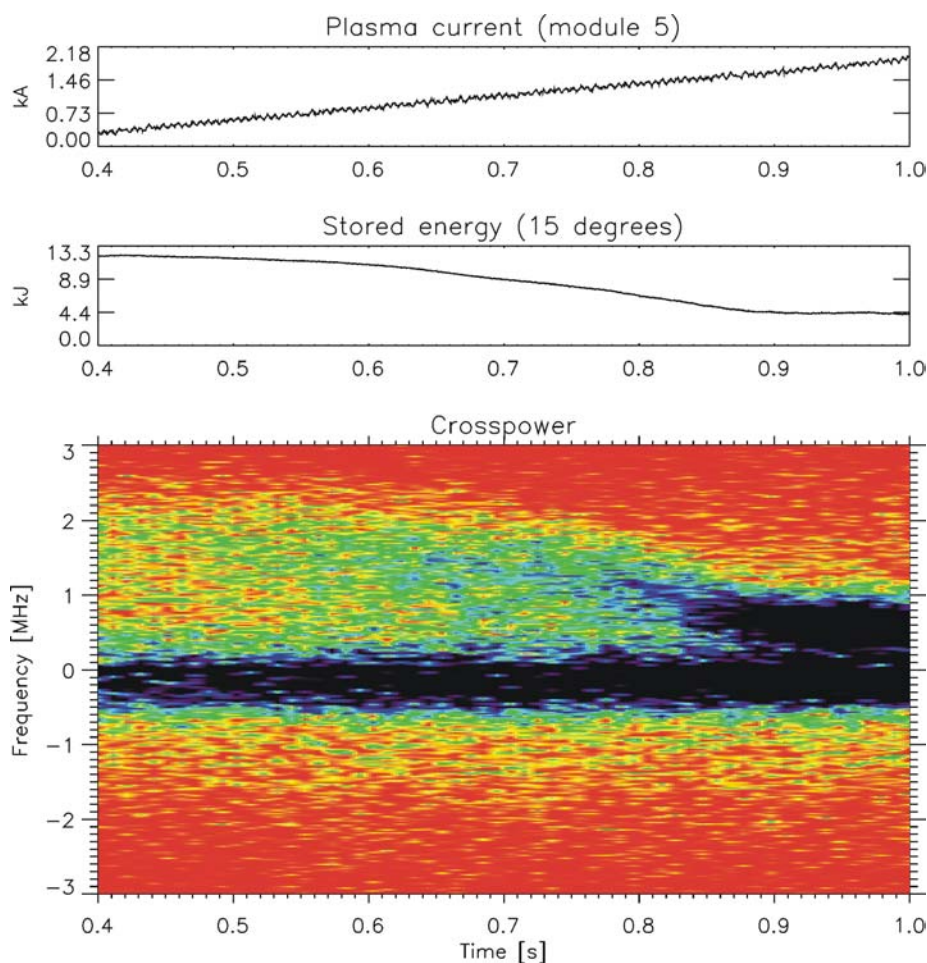 Plasma current (module 5)
2.18
1.46
0.73
0.00
kA
0.4 0.5 0.6 0.7 0.8 0.9 1.0
Stored energy (15 degrees)
13.3
8.9
4.4
0.0
kJ
0.4 0.5 0.6 0.7 0.8 0.9 1.0
Crosspower
3
2
1
0
-1
-2
-3
Frequency [MHz]
0.4 0.5 0.6 0.7 0.8 0.9 1.0
Time [s]